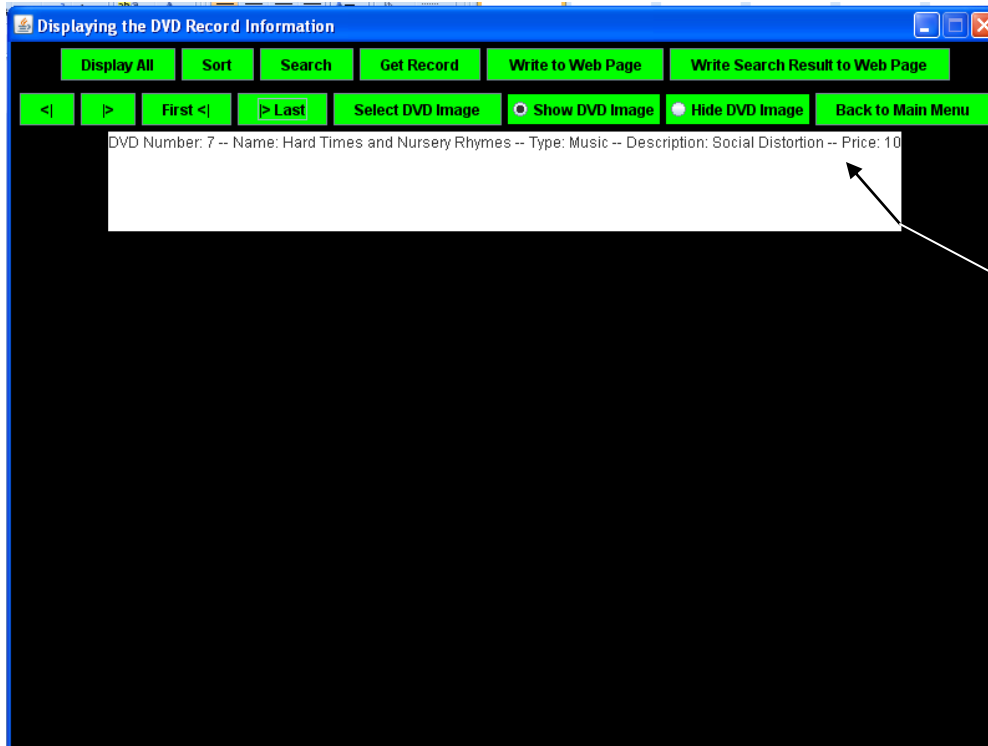 Displaying the DVD Record Information
Display All Sort Search Get Record Write to Web Page Write Search Result to Web Page
<| |> First <| |> Last Select DVD Image Show DVD Image Hide DVD Image Back to Main Menu
DVD Number: 7 -- Name: Hard Times and Nursery Rhymes -- Type: Music -- Description: Social Distortion -- Price: 10